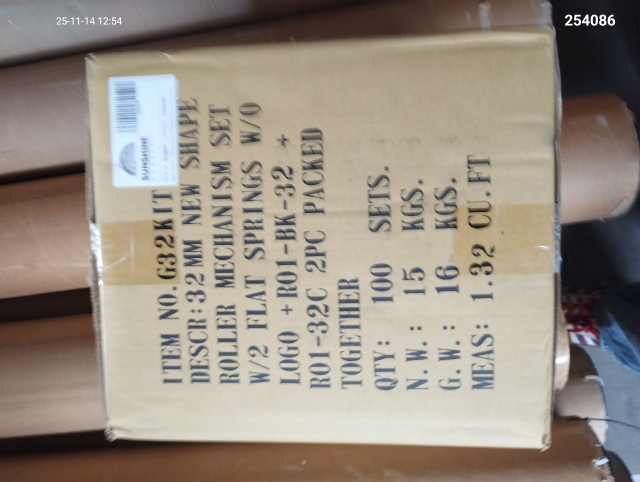 25-11-14 12:54
254086
SUNSHINE
ITEM NO. G32KIT
DESCR: 32MM NEW SHAPE
ROLLER MECHANISM SET
W/2 FLAT SPRINGS W/O
LOGO + R01-BK-32 +
R01-32C 2PC PACKED
TOGETHER
QTY: 100 SETS.
N.W.: 15 KGS.
G.W.: 16 KGS.
MEAS: 1.32 CU.FT